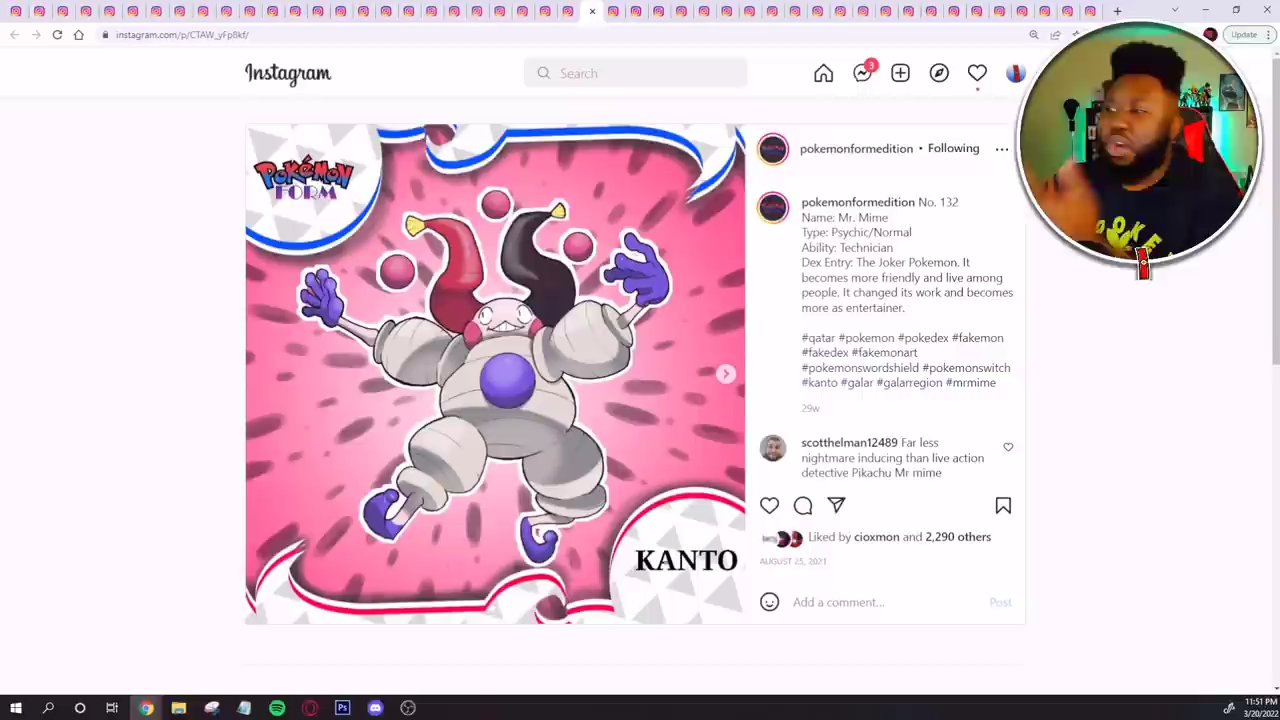 instagram.com/p/CTAW_yFp8kf/
Update
Instagram
Search
3
POKÉMON
FORM
KANTO
pokemonformedition • Following
pokemonformedition No. 132
Name: Mr. Mime
Type: Psychic/Normal
Ability: Technician
Dex Entry: The Joker Pokemon. It
becomes more friendly and live among
people. It changed its work and becomes
more as entertainer.
#qatar #pokemon #pokedex #fakemon
#fakedex #fakemonart
#pokemonswordshield #pokemonswitch
#kanto #galar #galarregion #mrmime
29w
scotthelman12489 Far less
nightmare inducing than live action
detective Pikachu Mr mime
Liked by cioxmon and 2,290 others
AUGUST 25, 2021
Add a comment...
Post
POKE
Ps
11:51 PM
3/20/2022